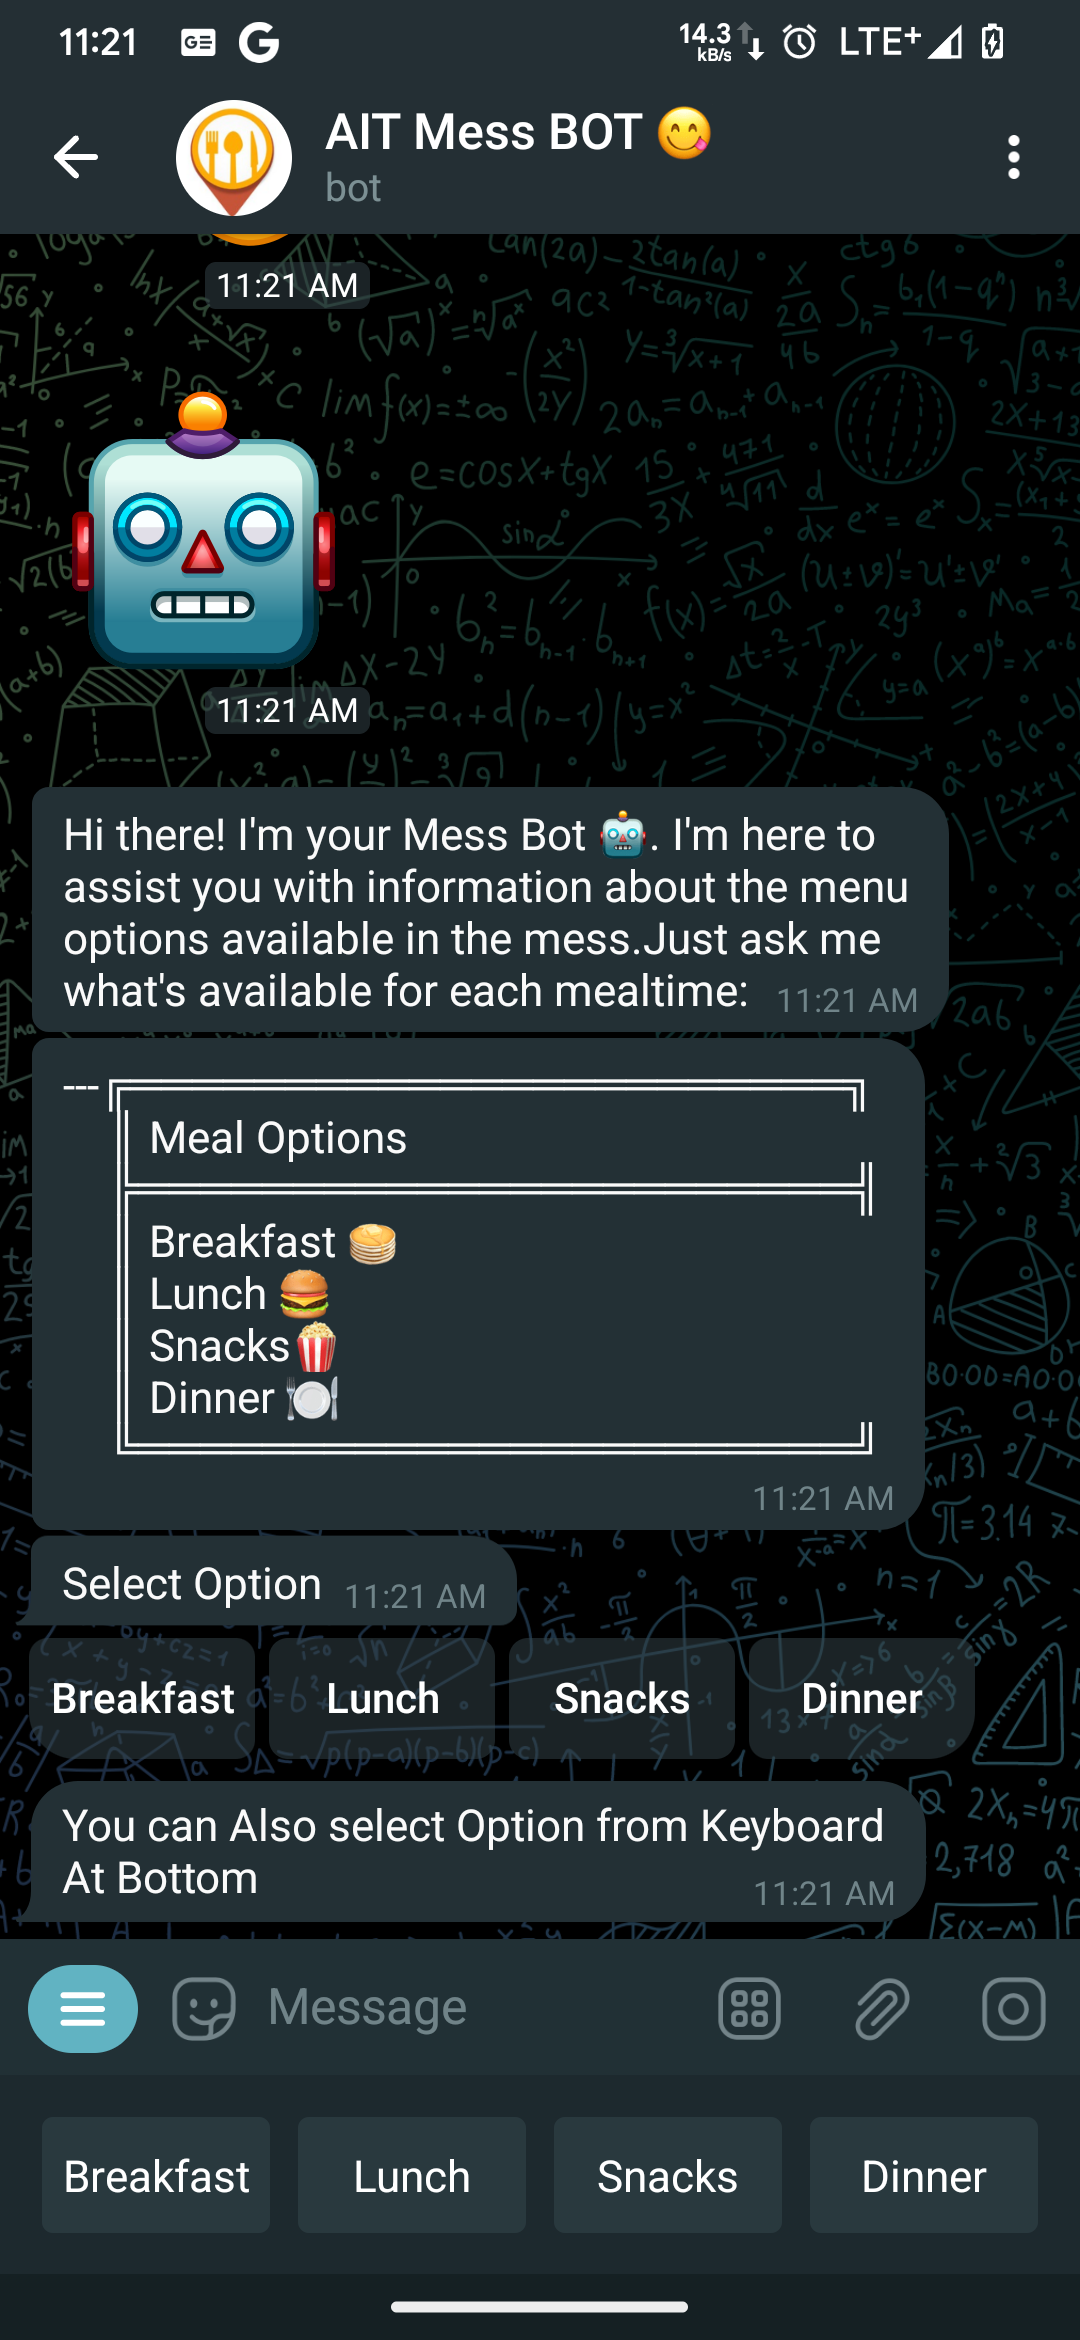 11:21
14.3
kB/s
LTE+
AIT Mess BOT 😋
bot
11:21 AM
11:21 AM
Hi there! I'm your Mess Bot 🤖. I'm here to
assist you with information about the menu
options available in the mess.Just ask me
what's available for each mealtime:
11:21 AM
---
Meal Options
Breakfast 🥞
Lunch 🍔
Snacks🍿
Dinner 🍽️
11:21 AM
Select Option
11:21 AM
Breakfast Lunch Snacks Dinner
You can Also select Option from Keyboard
At Bottom
11:21 AM
Message
Breakfast Lunch Snacks Dinner